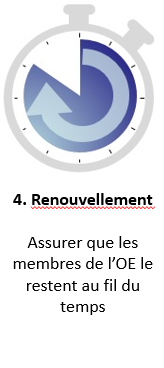 4. Renouvellement
Assurer que les
membres de l’OE le
restent au fil du
temps